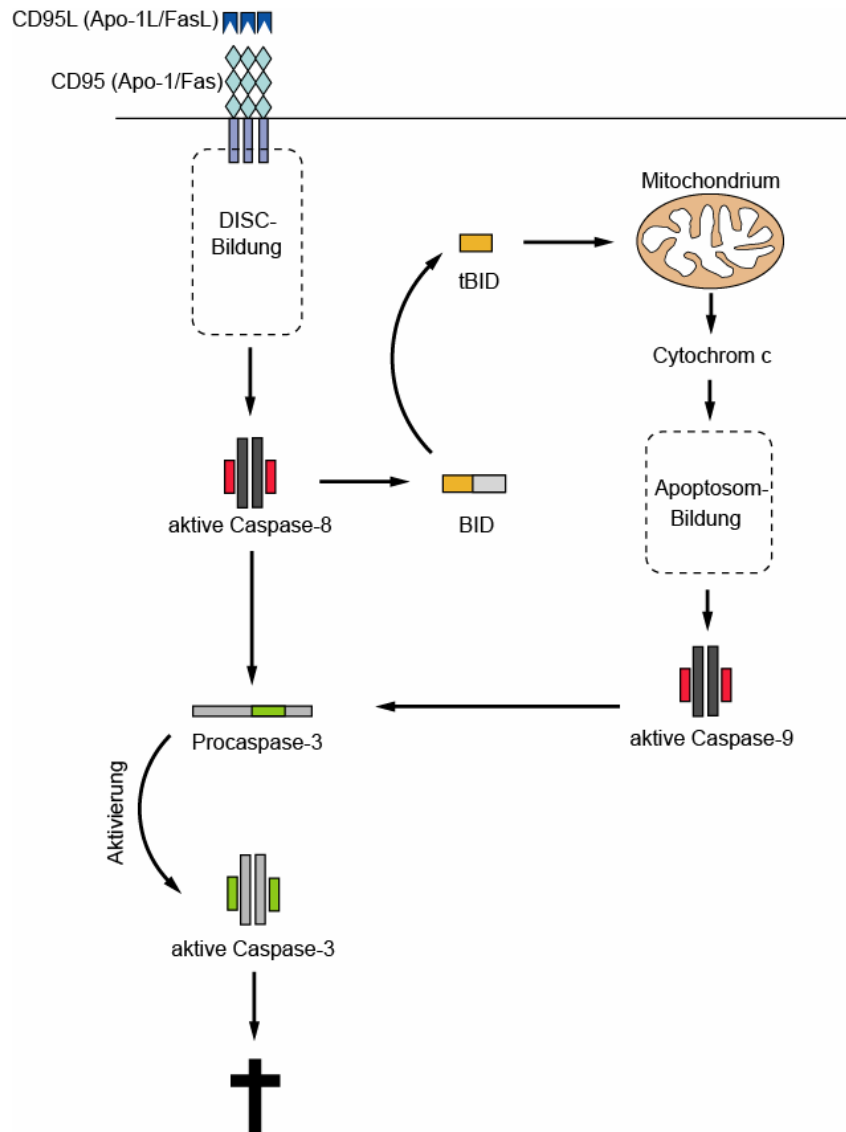 CD95L (Apo-1L/FasL)
CD95 (Apo-1/Fas)
DISC-
Bildung
Mitochondrium
tBID
Cytochrom c
Apoptosom-
Bildung
aktive Caspase-8
BID
Procaspase-3
aktive Caspase-9
Aktivierung
aktive Caspase-3